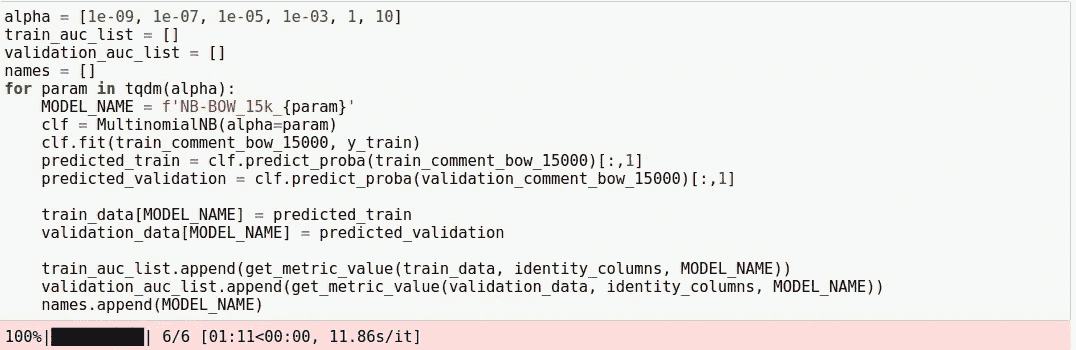 alpha = [1e-09, 1e-07, 1e-05, 1e-03, 1, 10]
train_auc_list = []
validation_auc_list = []
names = []
for param in tqdm(alpha):
    MODEL_NAME = f'NB-BOW_15k_{param}'
    clf = MultinomialNB(alpha=param)
    clf.fit(train_comment_bow_15000, y_train)
    predicted_train = clf.predict_proba(train_comment_bow_15000)[:,1]
    predicted_validation = clf.predict_proba(validation_comment_bow_15000)[:,1]

    train_data[MODEL_NAME] = predicted_train
    validation_data[MODEL_NAME] = predicted_validation

    train_auc_list.append(get_metric_value(train_data, identity_columns, MODEL_NAME))
    validation_auc_list.append(get_metric_value(validation_data, identity_columns, MODEL_NAME))
    names.append(MODEL_NAME)
100%|██████████| 6/6 [01:11<00:00, 11.86s/it]